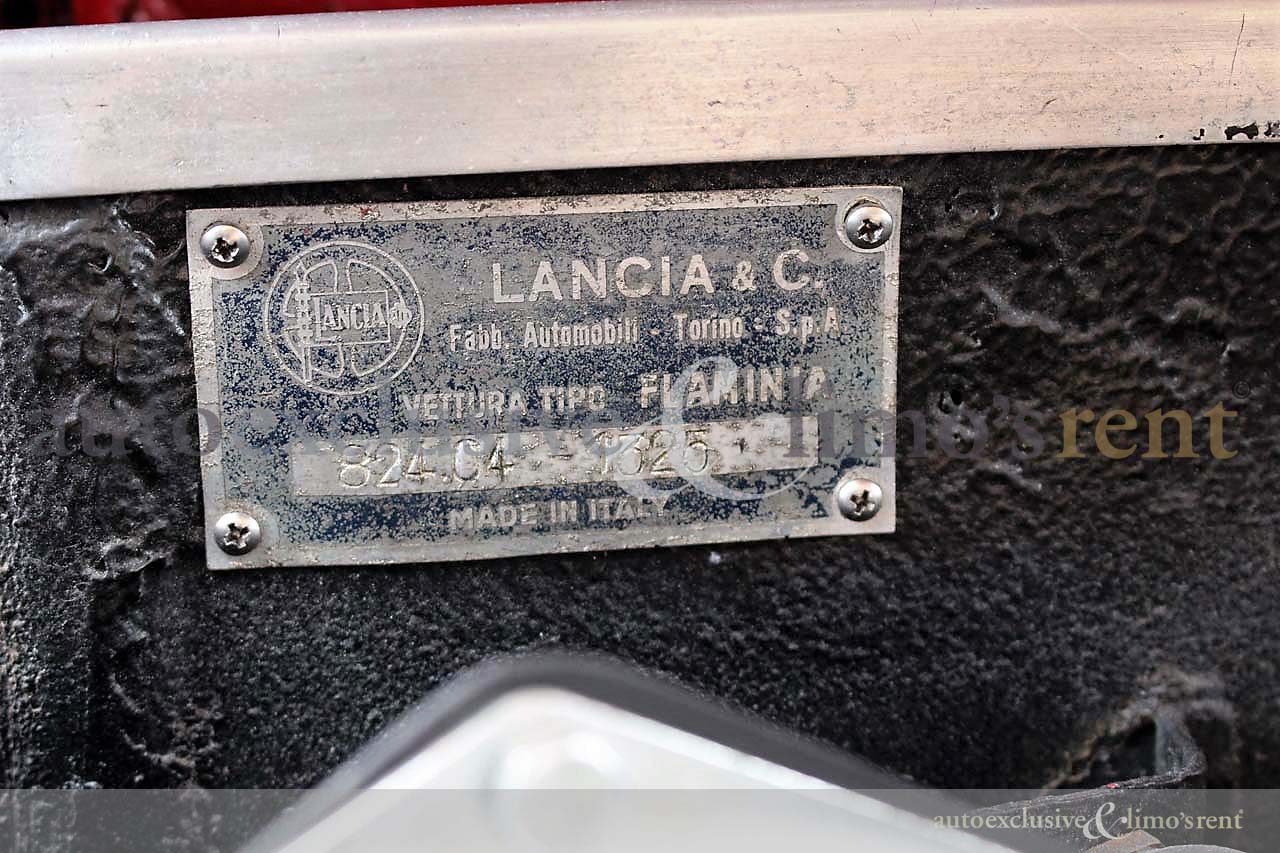 LANCIA
LANCIA & C.
Fabb. Automobili - Torino - S.p.A.
VETTURA TIPO FLAMINIA
824.04 - 1325
MADE IN ITALY
autoexclusive & limo's rent
autoexclusive & limo's rent